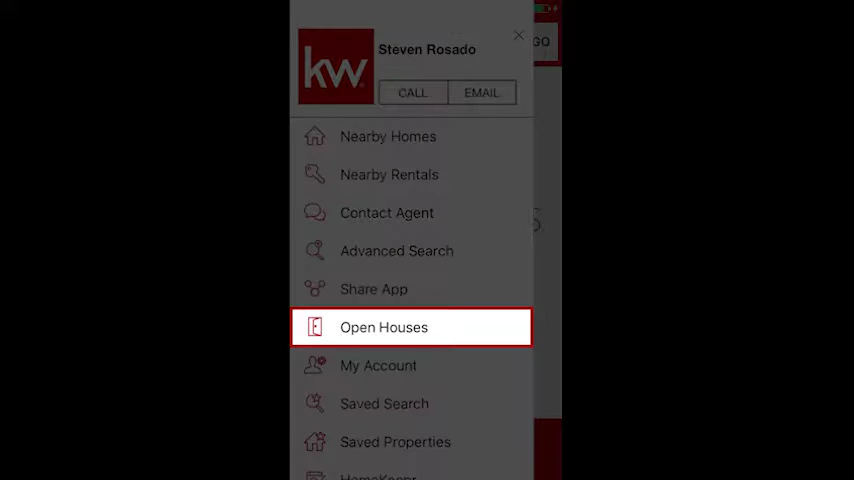 GO
kw
Steven Rosado
CALL
EMAIL
Nearby Homes
Nearby Rentals
Contact Agent
Advanced Search
Share App
Open Houses
My Account
Saved Search
Saved Properties